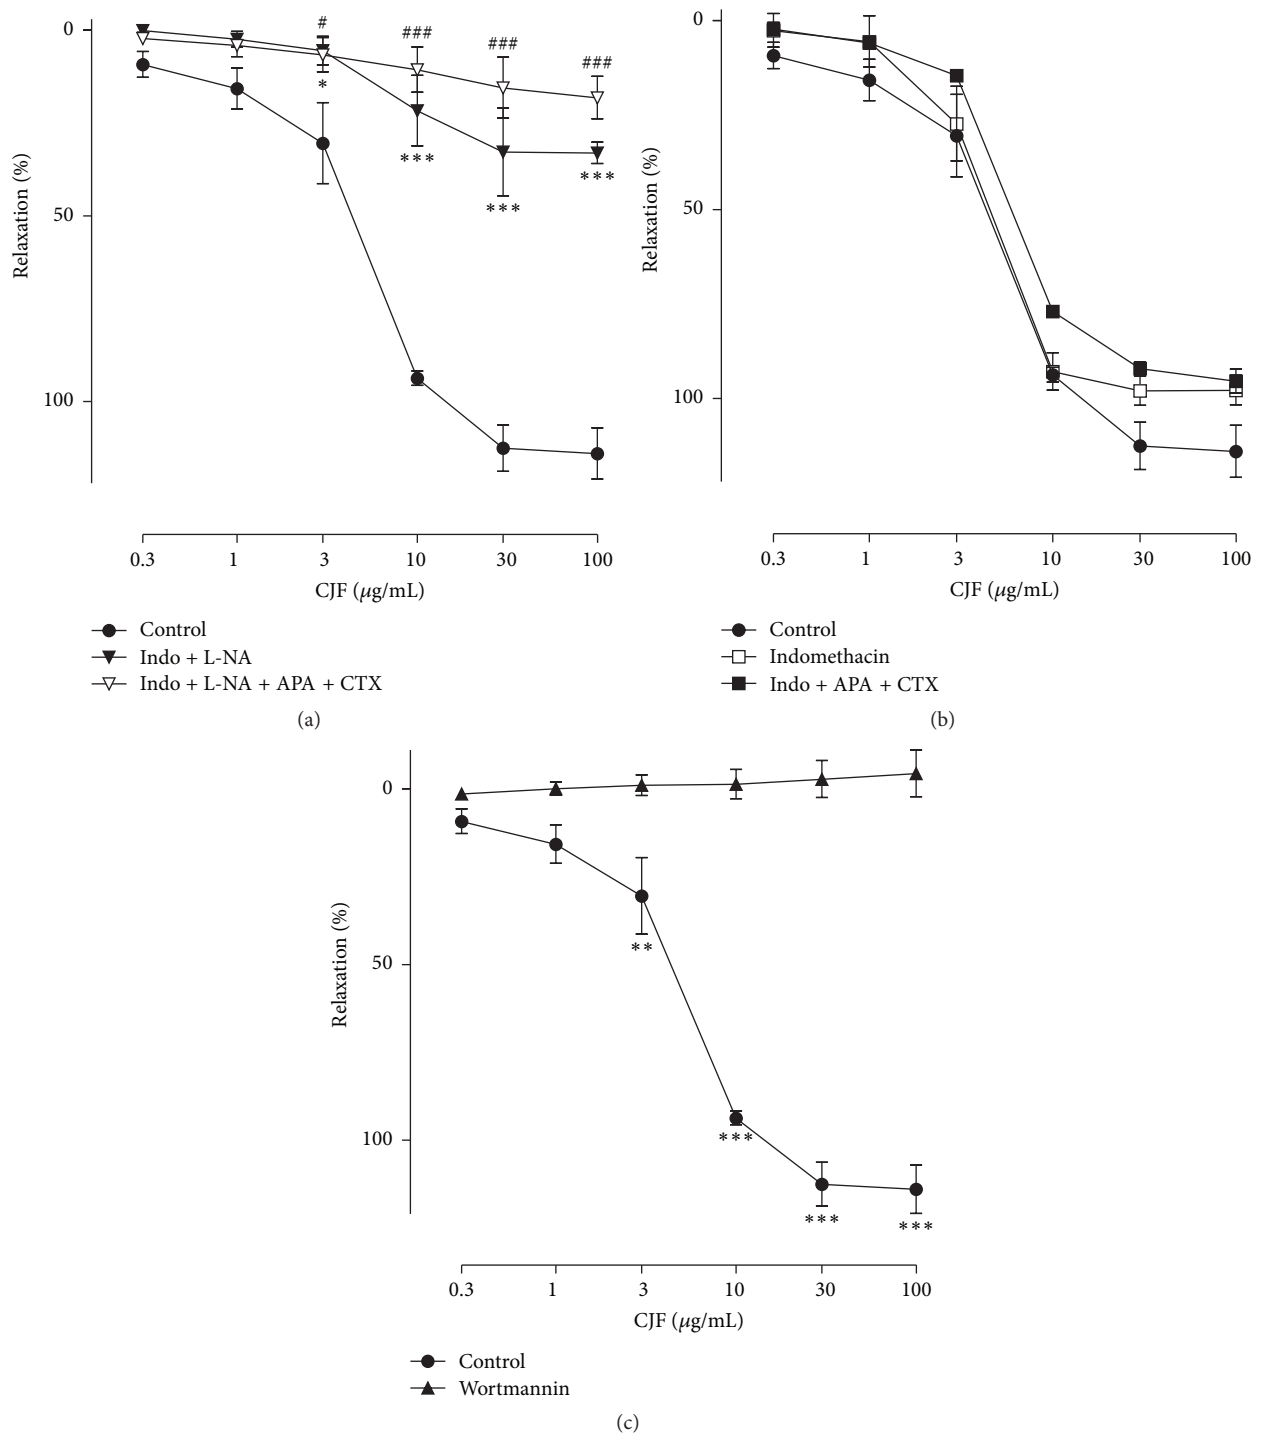 0
50
100
Relaxation (%)
#
###
###
###
*
***
***
***
0.3 1 3 10 30 100
CJF (μg/mL)
Control
Indo + L-NA
Indo + L-NA + APA + CTX
(a)
0
50
100
Relaxation (%)
0.3 1 3 10 30 100
CJF (μg/mL)
Control
Indomethacin
Indo + APA + CTX
(b)
0
50
100
Relaxation (%)
**
***
***
***
0.3 1 3 10 30 100
CJF (μg/mL)
Control
Wortmannin
(c)